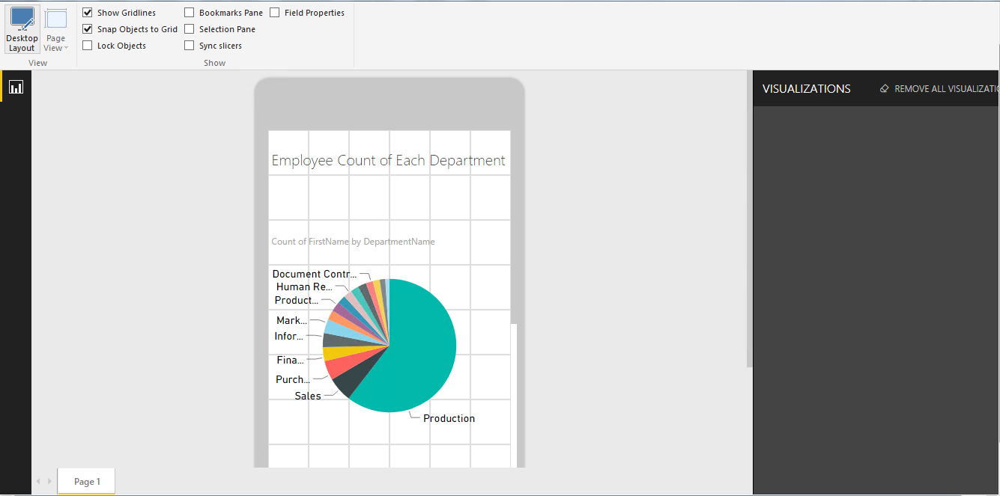 Desktop Layout
Page View
View
Show Gridlines
Snap Objects to Grid
Lock Objects
Bookmarks Pane
Selection Pane
Sync slicers
Field Properties
Show
VISUALIZATIONS
REMOVE ALL VISUALIZATIO
Employee Count of Each Department
Count of FirstName by DepartmentName
Document Contr...
Human Re...
Product...
Mark...
Infor...
Fina...
Purch...
Sales
Production
Page 1